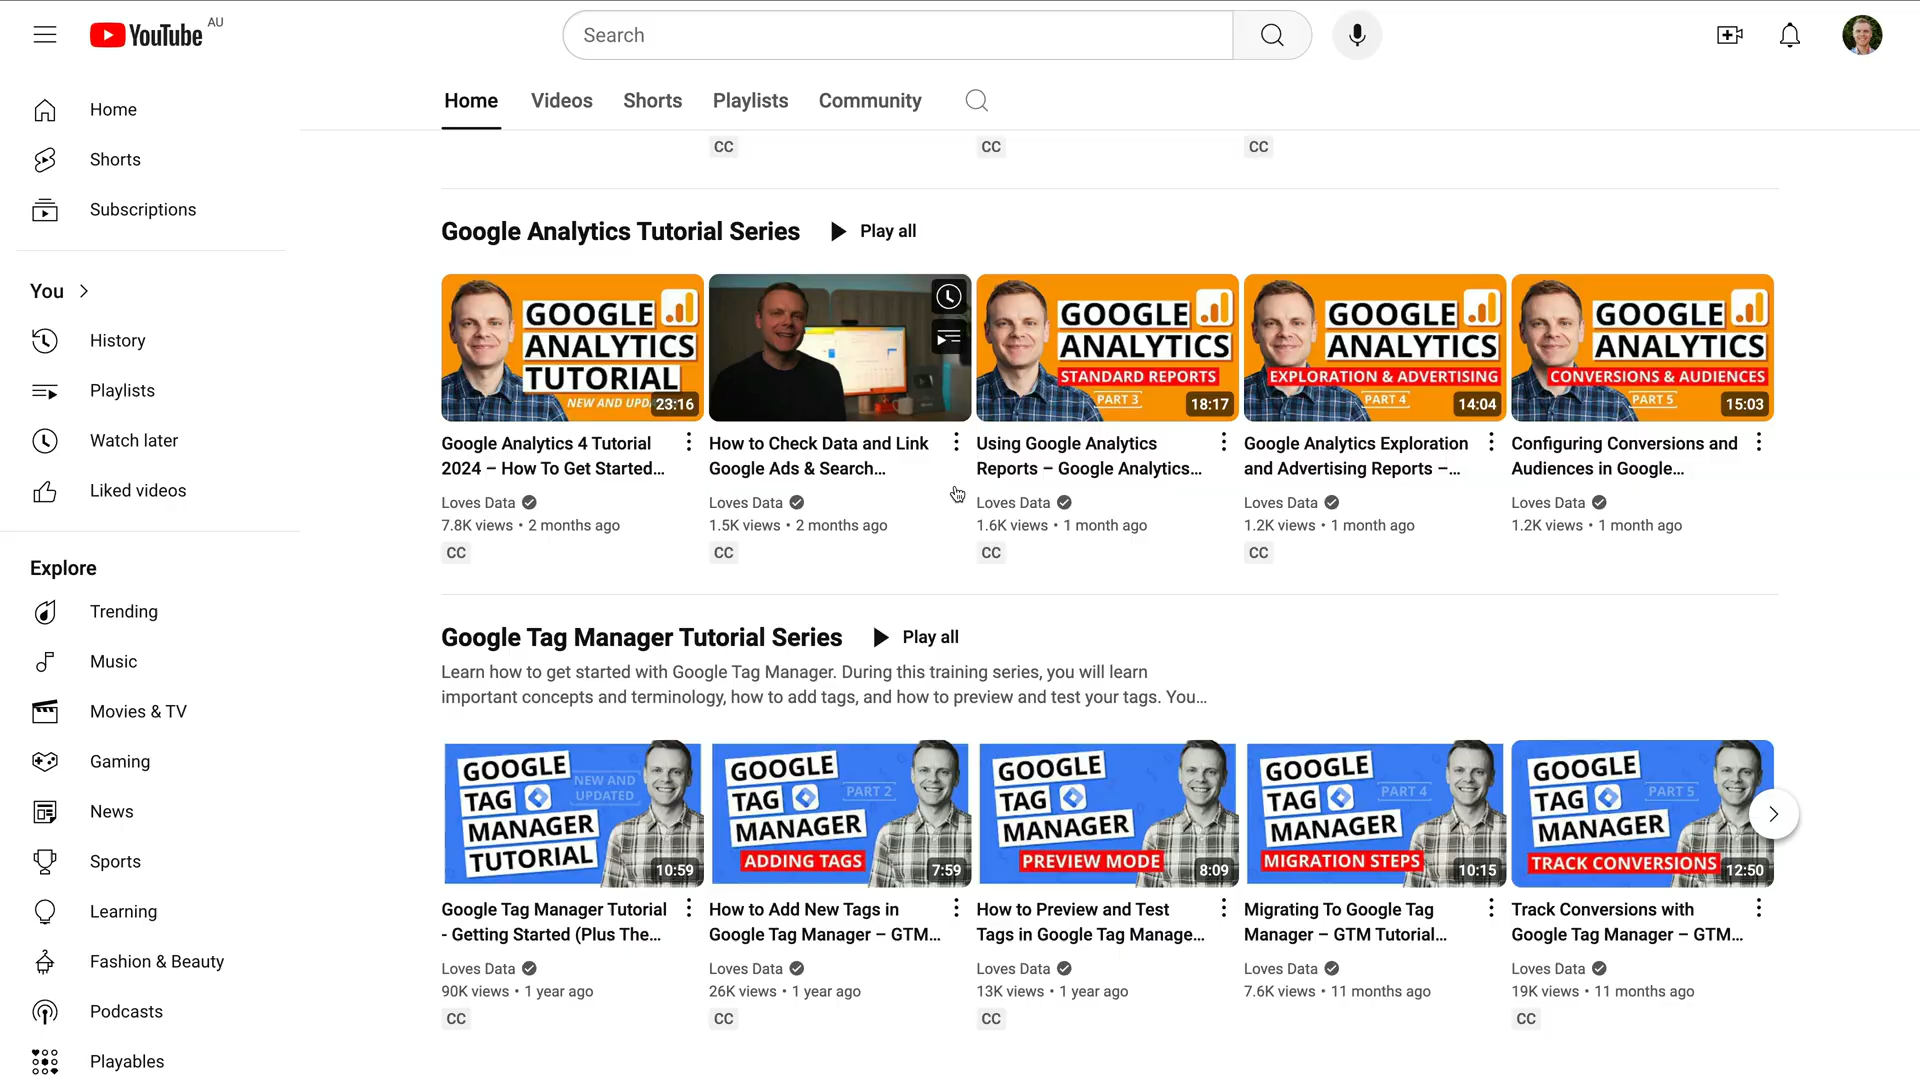 YouTube AU
Search
Home
Shorts
Subscriptions
You
History
Playlists
Watch later
Liked videos
Explore
Trending
Music
Movies & TV
Gaming
News
Sports
Learning
Fashion & Beauty
Podcasts
Playables
Home Videos Shorts Playlists Community
CC CC CC
Google Analytics Tutorial Series Play all
GOOGLE
ANALYTICS
TUTORIAL
NEW AND UPD
23:16
Google Analytics 4 Tutorial
2024 – How To Get Started...
Loves Data
7.8K views • 2 months ago
CC
How to Check Data and Link
Google Ads & Search...
Loves Data
1.5K views • 2 months ago
CC
GOOGLE
ANALYTICS
STANDARD REPORTS
PART 3
18:17
Using Google Analytics
Reports – Google Analytics...
Loves Data
1.6K views • 1 month ago
CC
GOOGLE
ANALYTICS
EXPLORATION & ADVERTISING
PART 4
14:04
Google Analytics Exploration
and Advertising Reports –...
Loves Data
1.2K views • 1 month ago
CC
GOOGLE
ANALYTICS
CONVERSIONS & AUDIENCES
PART 5
15:03
Configuring Conversions and
Audiences in Google...
Loves Data
1.2K views • 1 month ago
Google Tag Manager Tutorial Series Play all
Learn how to get started with Google Tag Manager. During this training series, you will learn
important concepts and terminology, how to add tags, and how to preview and test your tags. You...
GOOGLE
TAG
MANAGER
TUTORIAL
NEW AND
UPDATED
10:59
Google Tag Manager Tutorial
- Getting Started (Plus The...
Loves Data
90K views • 1 year ago
CC
GOOGLE
TAG
MANAGER
PART 2
ADDING TAGS
7:59
How to Add New Tags in
Google Tag Manager – GTM...
Loves Data
26K views • 1 year ago
CC
GOOGLE
TAG
MANAGER
PREVIEW MODE
8:09
How to Preview and Test
Tags in Google Tag Manage...
Loves Data
13K views • 1 year ago
CC
GOOGLE
TAG
MANAGER
PART 4
MIGRATION STEPS
10:15
Migrating To Google Tag
Manager – GTM Tutorial...
Loves Data
7.6K views • 11 months ago
GOOGLE
TAG
MANAGER
PART 5
TRACK CONVERSIONS
12:50
Track Conversions with
Google Tag Manager – GTM...
Loves Data
19K views • 11 months ago
CC